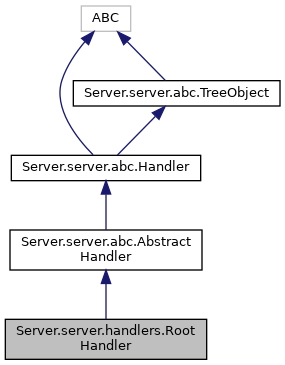 ABC
Server.server.abc.TreeObject
Server.server.abc.Handler
Server.server.abc.Abstract
Handler
Server.server.handlers.Root
Handler